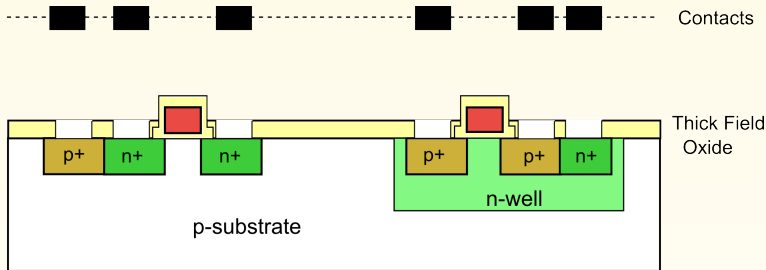 Contacts
Thick Field
Oxide
p+ n+ n+ p+ p+ n+
n-well
p-substrate